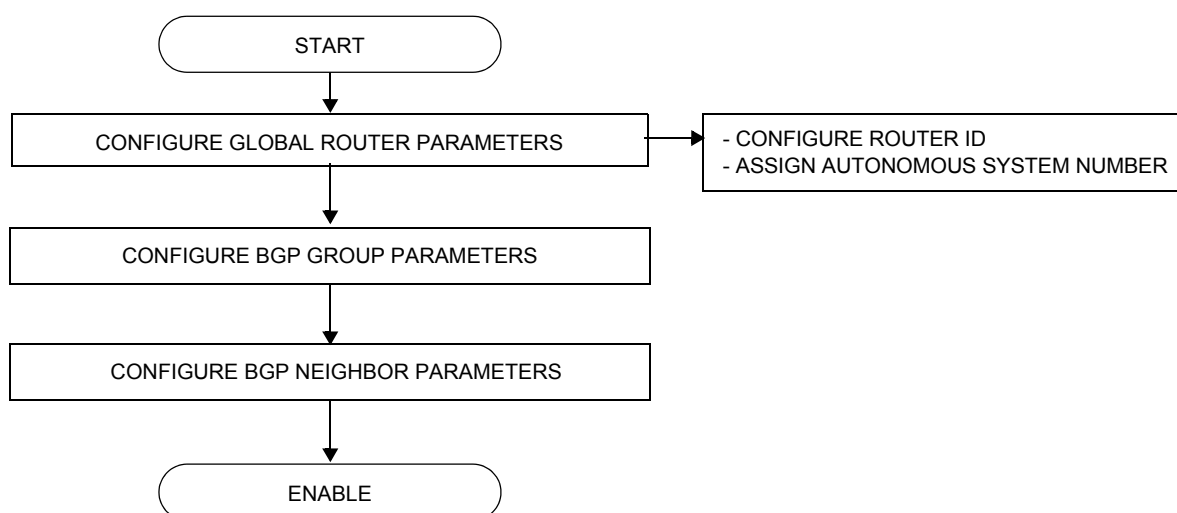 START
CONFIGURE GLOBAL ROUTER PARAMETERS
- CONFIGURE ROUTER ID
- ASSIGN AUTONOMOUS SYSTEM NUMBER
CONFIGURE BGP GROUP PARAMETERS
CONFIGURE BGP NEIGHBOR PARAMETERS
ENABLE